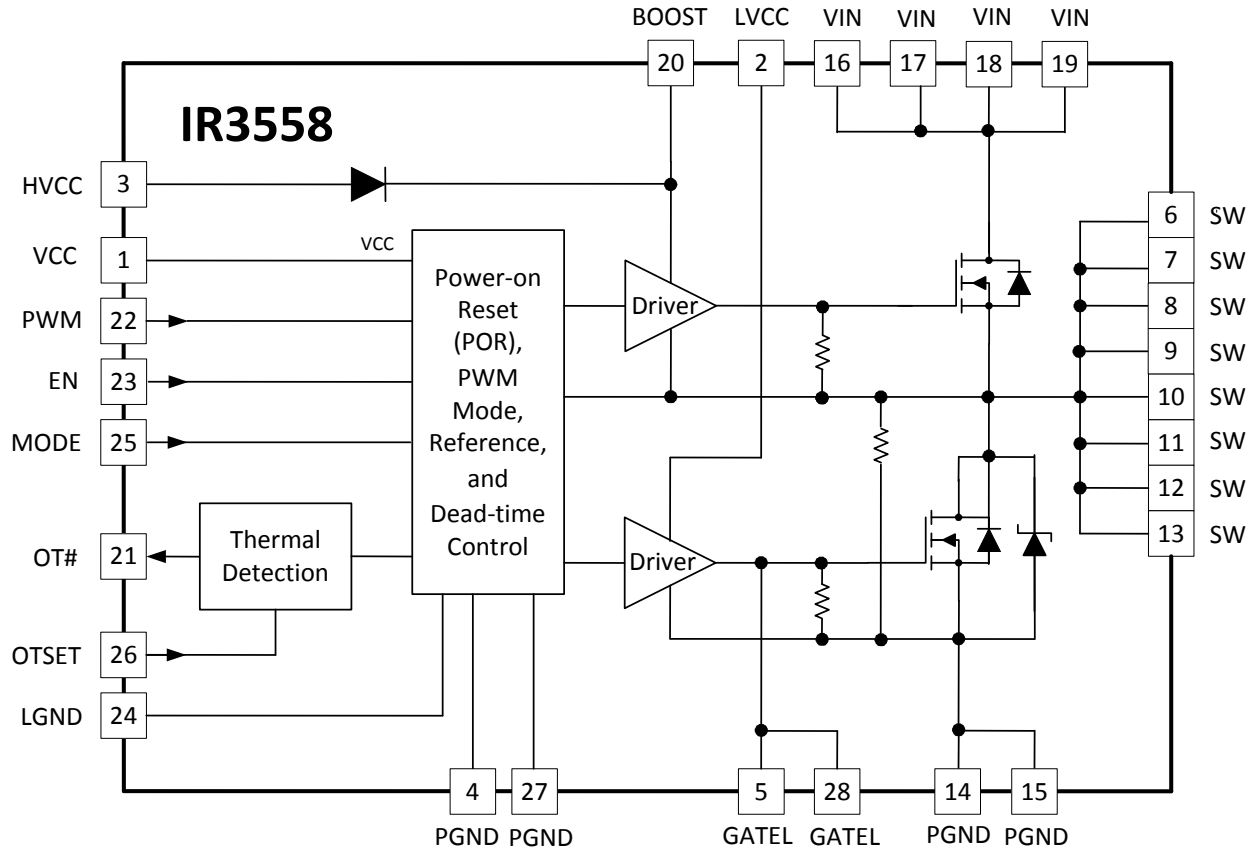 BOOST LVCC VIN VIN VIN VIN
20 2 16 17 18 19
IR3558
HVCC 3
VCC 1
VCC
PWM 22
EN 23
MODE 25
OT# 21
OTSET 26
LGND 24
Power-on
Reset
(POR),
PWM
Mode,
Reference,
and
Dead-time
Control
Thermal
Detection
Driver
Driver
6 SW
7 SW
8 SW
9 SW
10 SW
11 SW
12 SW
13 SW
4 27 5 28 14 15
PGND PGND GATEL GATEL PGND PGND